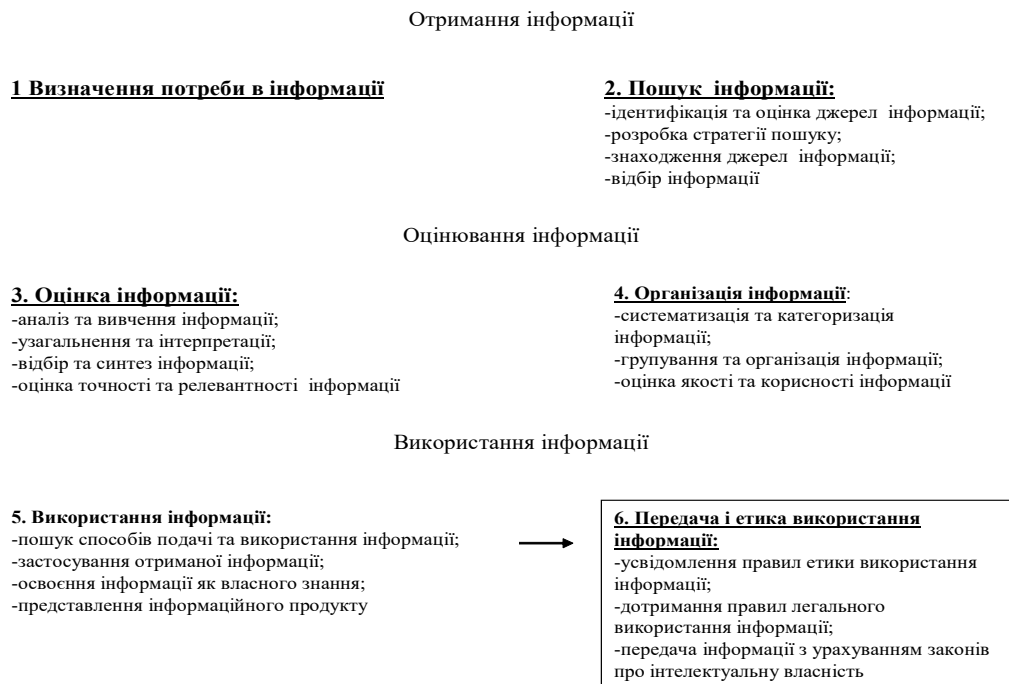 Отримання інформації
1 Визначення потреби в інформації
2. Пошук інформації:
-ідентифікація та оцінка джерел інформації;
-розробка стратегії пошуку;
-знаходження джерел інформації;
-відбір інформації
Оцінювання інформації
3. Оцінка інформації:
-аналіз та вивчення інформації;
-узагальнення та інтерпретації;
-відбір та синтез інформації;
-оцінка точності та релевантності інформації
4. Організація інформації:
-систематизація та категоризація
інформації;
-групування та організація інформації;
-оцінка якості та корисності інформації
Використання інформації
5. Використання інформації:
-пошук способів подачі та використання інформації;
-застосування отриманої інформації;
-освоєння інформації як власного знання;
-представлення інформаційного продукту
6. Передача і етика використання
інформації:
-усвідомлення правил етики використання
інформації;
-дотримання правил легального
використання інформації;
-передача інформації з урахуванням законів
про інтелектуальну власність